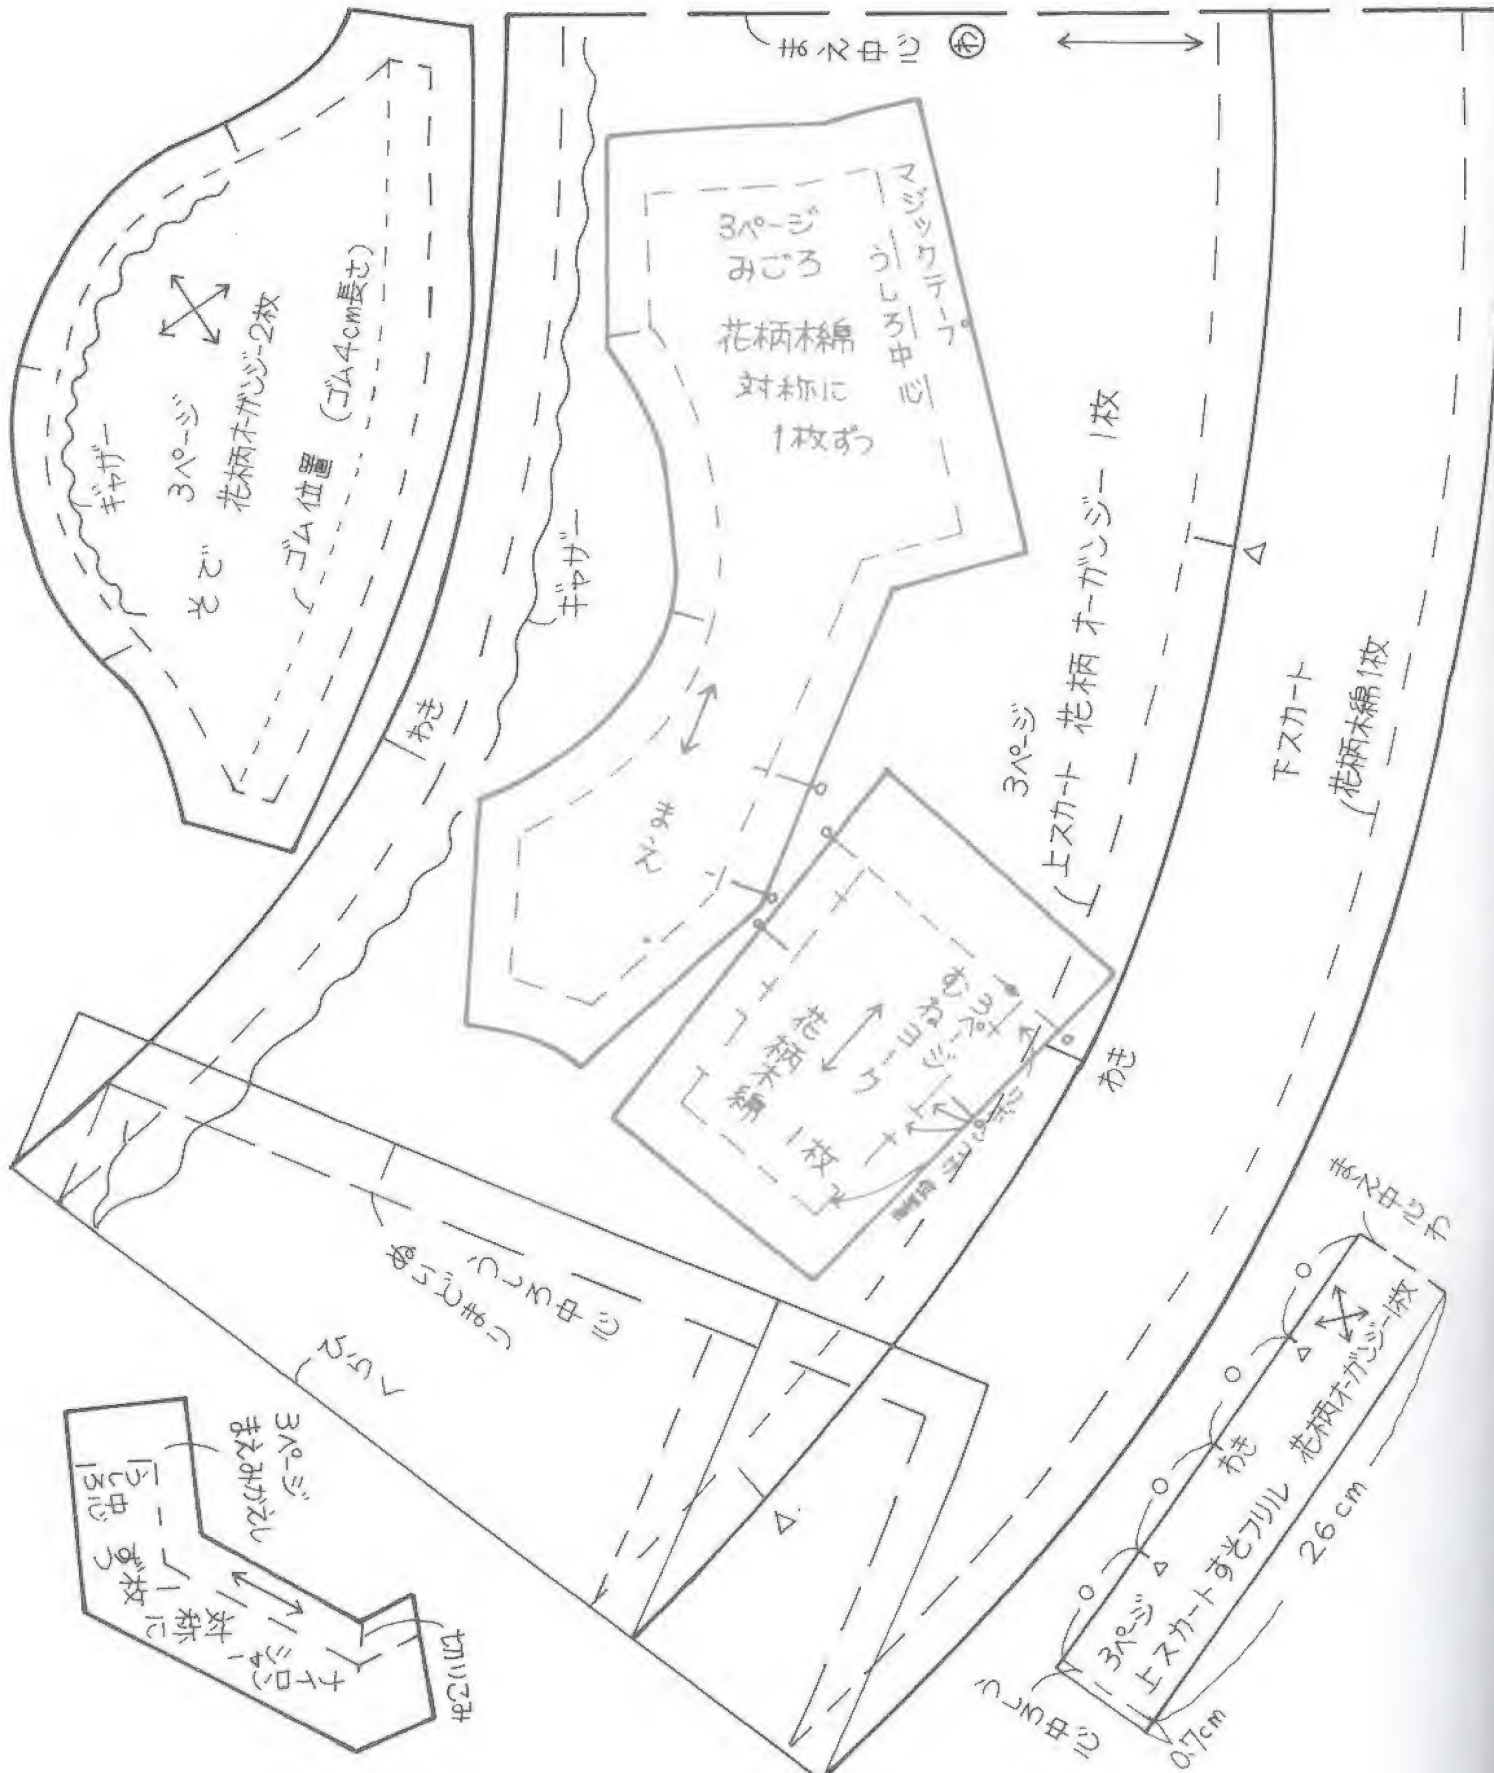 まえ中心 わ
ギャザー
3ページ
そで
花柄オーガンジー2枚
ゴム位置 (ゴム4cm長さ)
マジックテープ
うしろ中心
3ページ
みごろ
花柄木綿
対称に
1枚ずつ
まえ
ギャザー
わき
3ページ
上スカート 花柄オーガンジー 1枚
△
下スカート
花柄木綿1枚
わき
3ページ
むねヨーク
花柄木綿 1枚
うしろ中心
ぬいどまり
ひらく
△
3ページ
まえみがえし
うしろ中心
ナイロンシャー
対称に
1枚ずつ
切りこみ
まえ中心わ
○
△
○
わき
○
△
○
3ページ
上スカートすそフリル 花柄オーガンジー1枚
26cm
うしろ中心
0.7cm